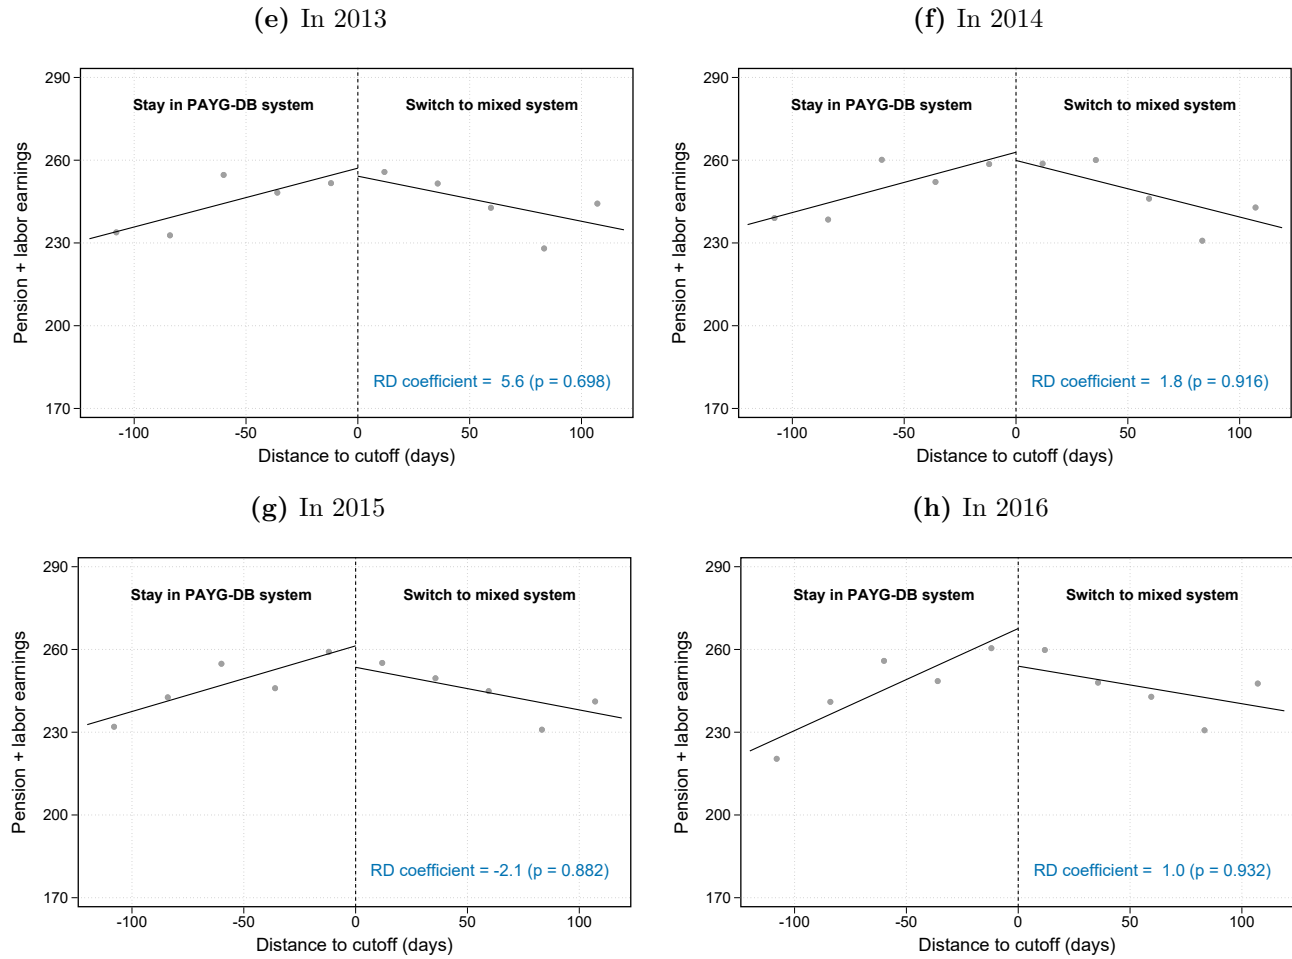 (e) In 2013
290
260
230
200
170
Pension + labor earnings
Stay in PAYG-DB system
Switch to mixed system
RD coefficient =  5.6 (p = 0.698)
-100 -50 0 50 100
Distance to cutoff (days)
(f) In 2014
290
260
230
200
170
Pension + labor earnings
Stay in PAYG-DB system
Switch to mixed system
RD coefficient =  1.8 (p = 0.916)
-100 -50 0 50 100
Distance to cutoff (days)
(g) In 2015
290
260
230
200
170
Pension + labor earnings
Stay in PAYG-DB system
Switch to mixed system
RD coefficient = -2.1 (p = 0.882)
-100 -50 0 50 100
Distance to cutoff (days)
(h) In 2016
290
260
230
200
170
Pension + labor earnings
Stay in PAYG-DB system
Switch to mixed system
RD coefficient =  1.0 (p = 0.932)
-100 -50 0 50 100
Distance to cutoff (days)